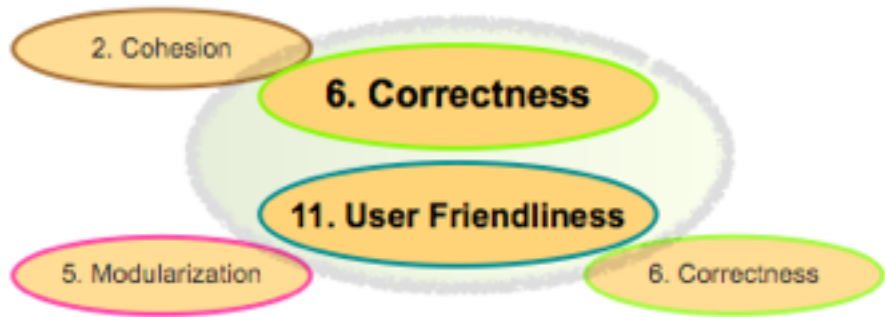 2. Cohesion
6. Correctness
11. User Friendliness
5. Modularization
6. Correctness